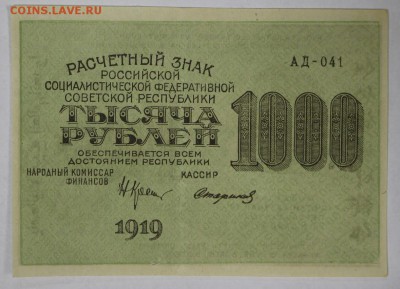 COINS.LAVE.RU
АД-041
РАСЧЕТНЫЙ ЗНАК
РОССИЙСКОЙ
СОЦИАЛИСТИЧЕСКОЙ ФЕДЕРАТИВНОЙ
СОВЕТСКОЙ РЕСПУБЛИКИ
ТЫСЯЧА
РУБЛЕЙ
1000
ОБЕСПЕЧИВАЕТСЯ ВСЕМ
ДОСТОЯНИЕМ РЕСПУБЛИКИ
НАРОДНЫЙ КОМИССАР
ФИНАНСОВ
КАССИР
1919